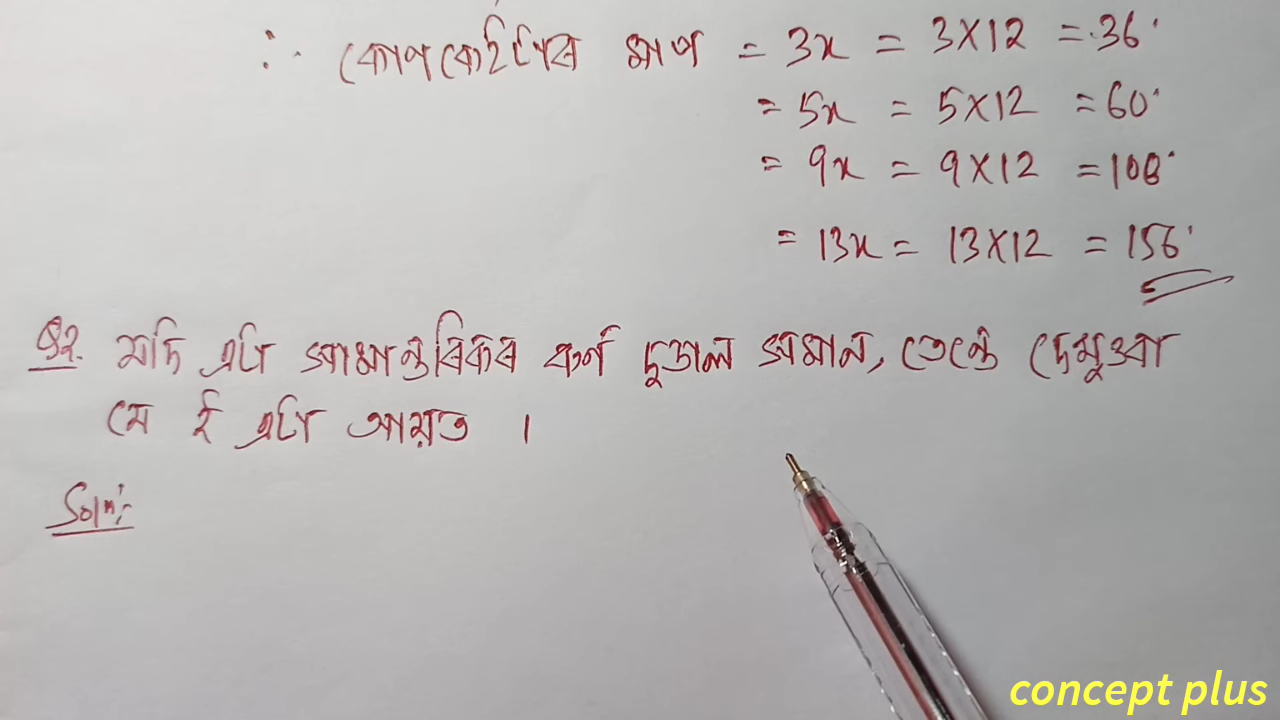 ∴ কোণকেইটাৰ মাপ = 3x = 3×12 = 36°
= 5x = 5×12 = 60°
= 9x = 9×12 = 108°
= 13x = 13×12 = 156°
Q2. যদি এটা সামান্তৰিকৰ কৰ্ণ দুডাল সমান, তেন্তে দেখুওৱা
যে ই এটা আয়ত ।
Soln:-
concept plus